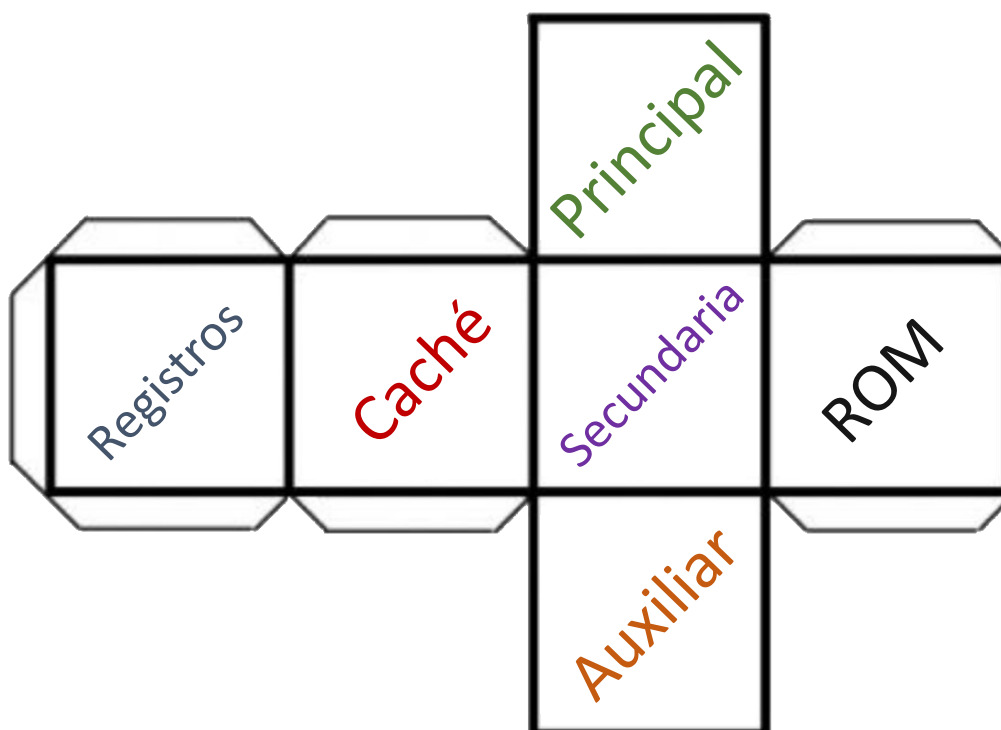 Principal
Registros
Caché
Secundaria
ROM
Auxiliar